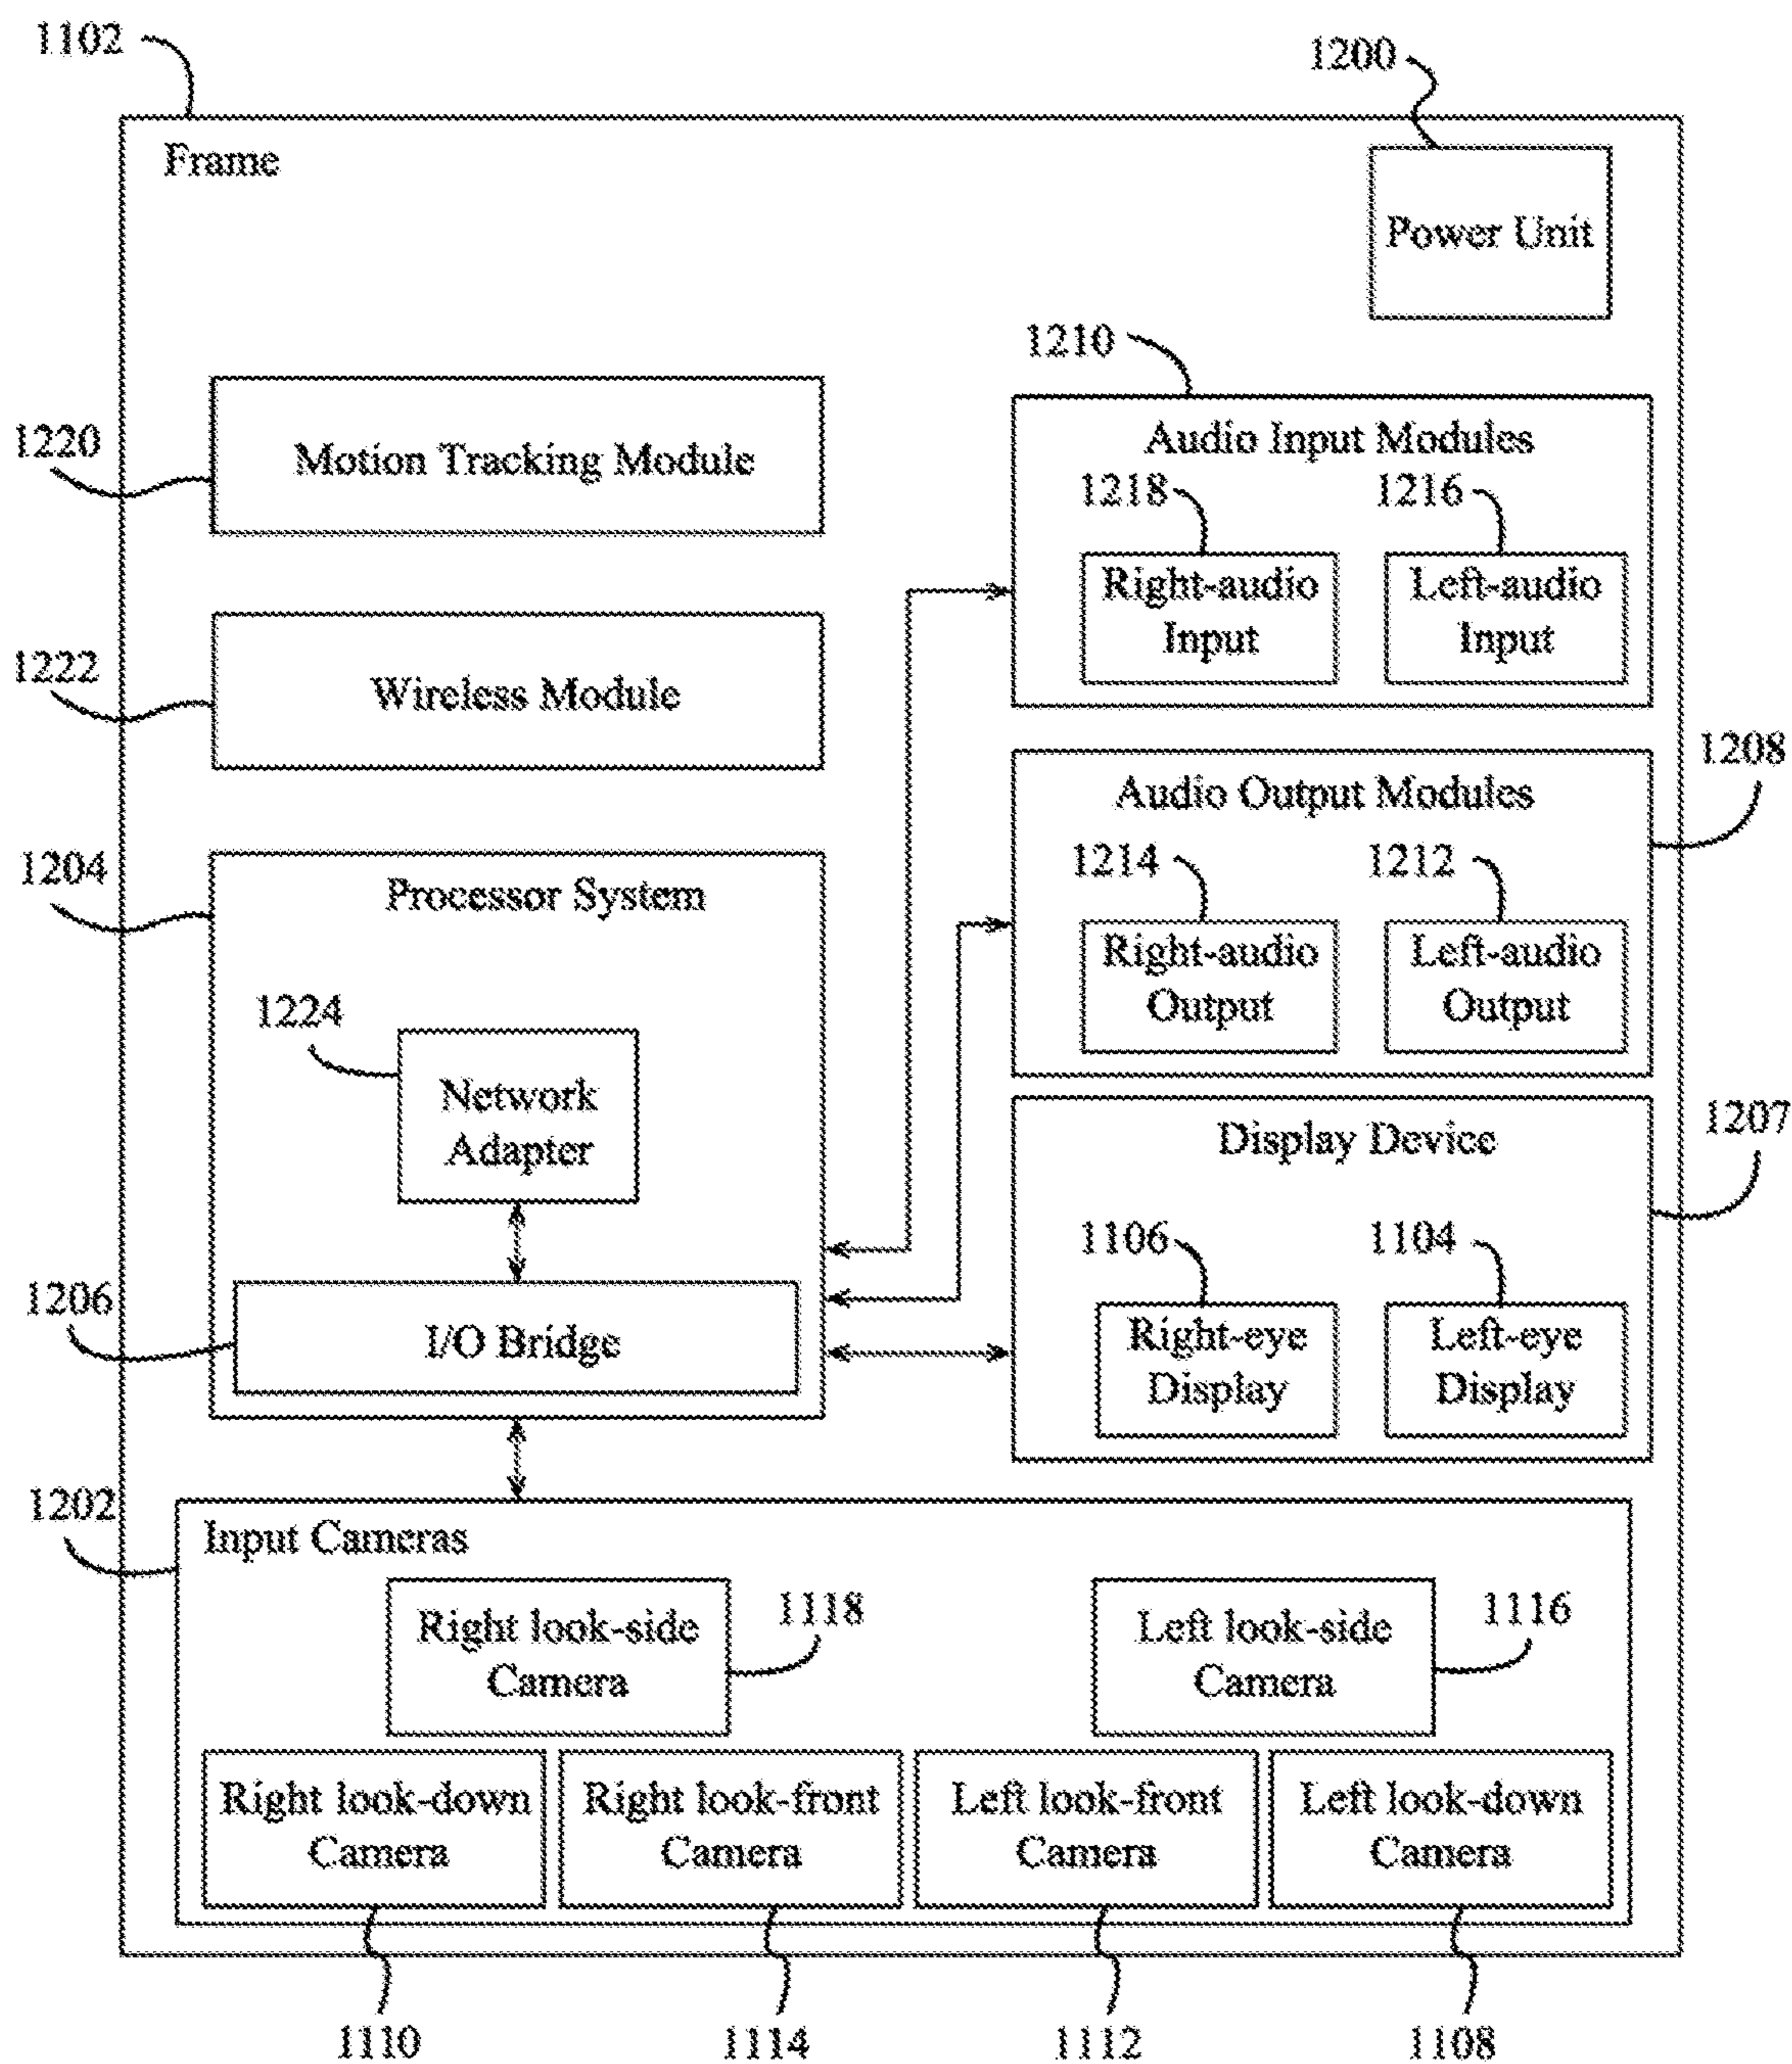 1102
1200
Frame
Power Unit
1210
1220
Motion Tracking Module
Audio Input Modules
1218
1216
Right-audio
Input
Left-audio
Input
1222
Wireless Module
1208
Audio Output Modules
1214
1212
Right-audio
Output
Left-audio
Output
1204
Processor System
1224
Network
Adapter
1207
Display Device
1106
1104
Right-eye
Display
Left-eye
Display
1206
I/O Bridge
1202
Input Cameras
Right look-side
Camera
1118
Left look-side
Camera
1116
Right look-down
Camera
Right look-front
Camera
Left look-front
Camera
Left look-down
Camera
1110
1114
1112
1108